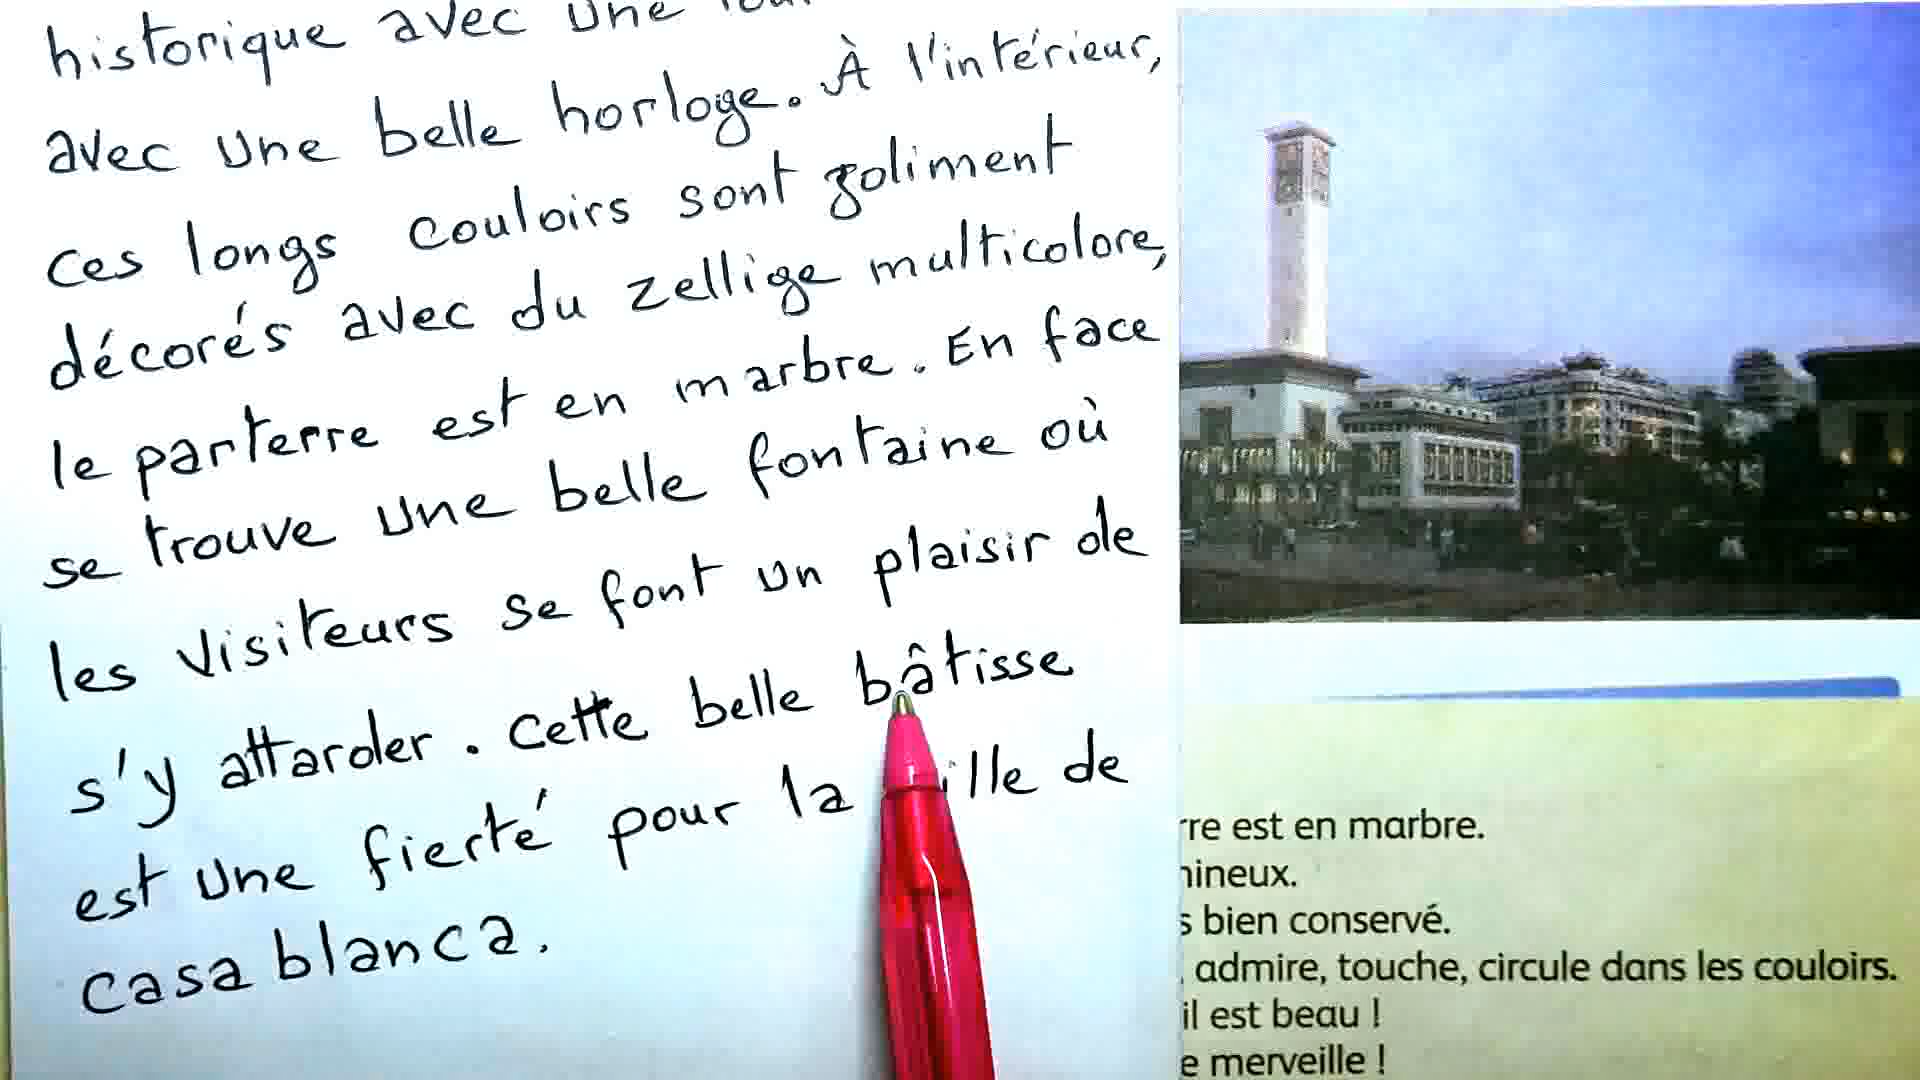 historique avec une
avec une belle horloge. À l'intérieur,
ces longs couloirs sont joliment
décorés avec du zellige multicolore,
le parterre est en marbre. En face
se trouve une belle fontaine où
les visiteurs se font un plaisir de
s'y attarder. Cette belle bâtisse
est une fierté pour la ille de
casablanca.
rre est en marbre.
ineux.
s bien conservé.
, admire, touche, circule dans les couloirs.
il est beau !
e merveille !